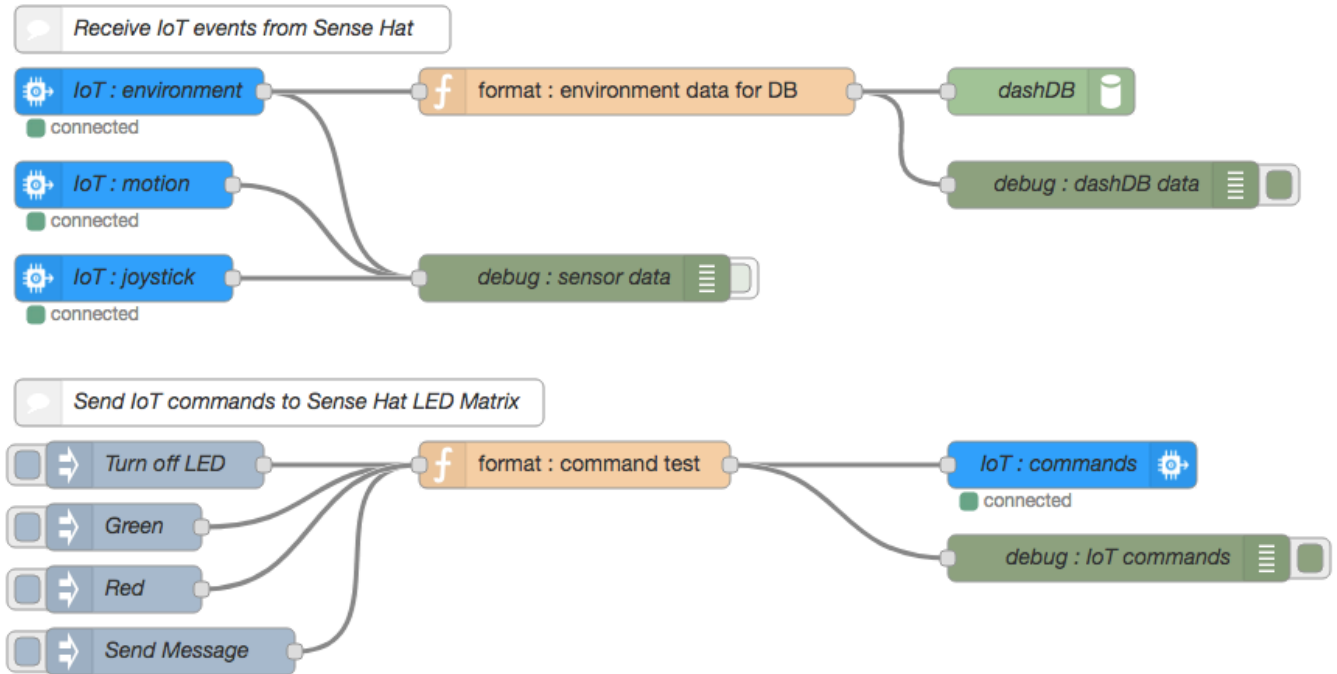 Receive IoT events from Sense Hat
IoT : environment
format : environment data for DB
dashDB
connected
IoT : motion
debug : dashDB data
connected
IoT : joystick
debug : sensor data
connected
Send IoT commands to Sense Hat LED Matrix
Turn off LED
format : command test
IoT : commands
connected
Green
debug : IoT commands
Red
Send Message